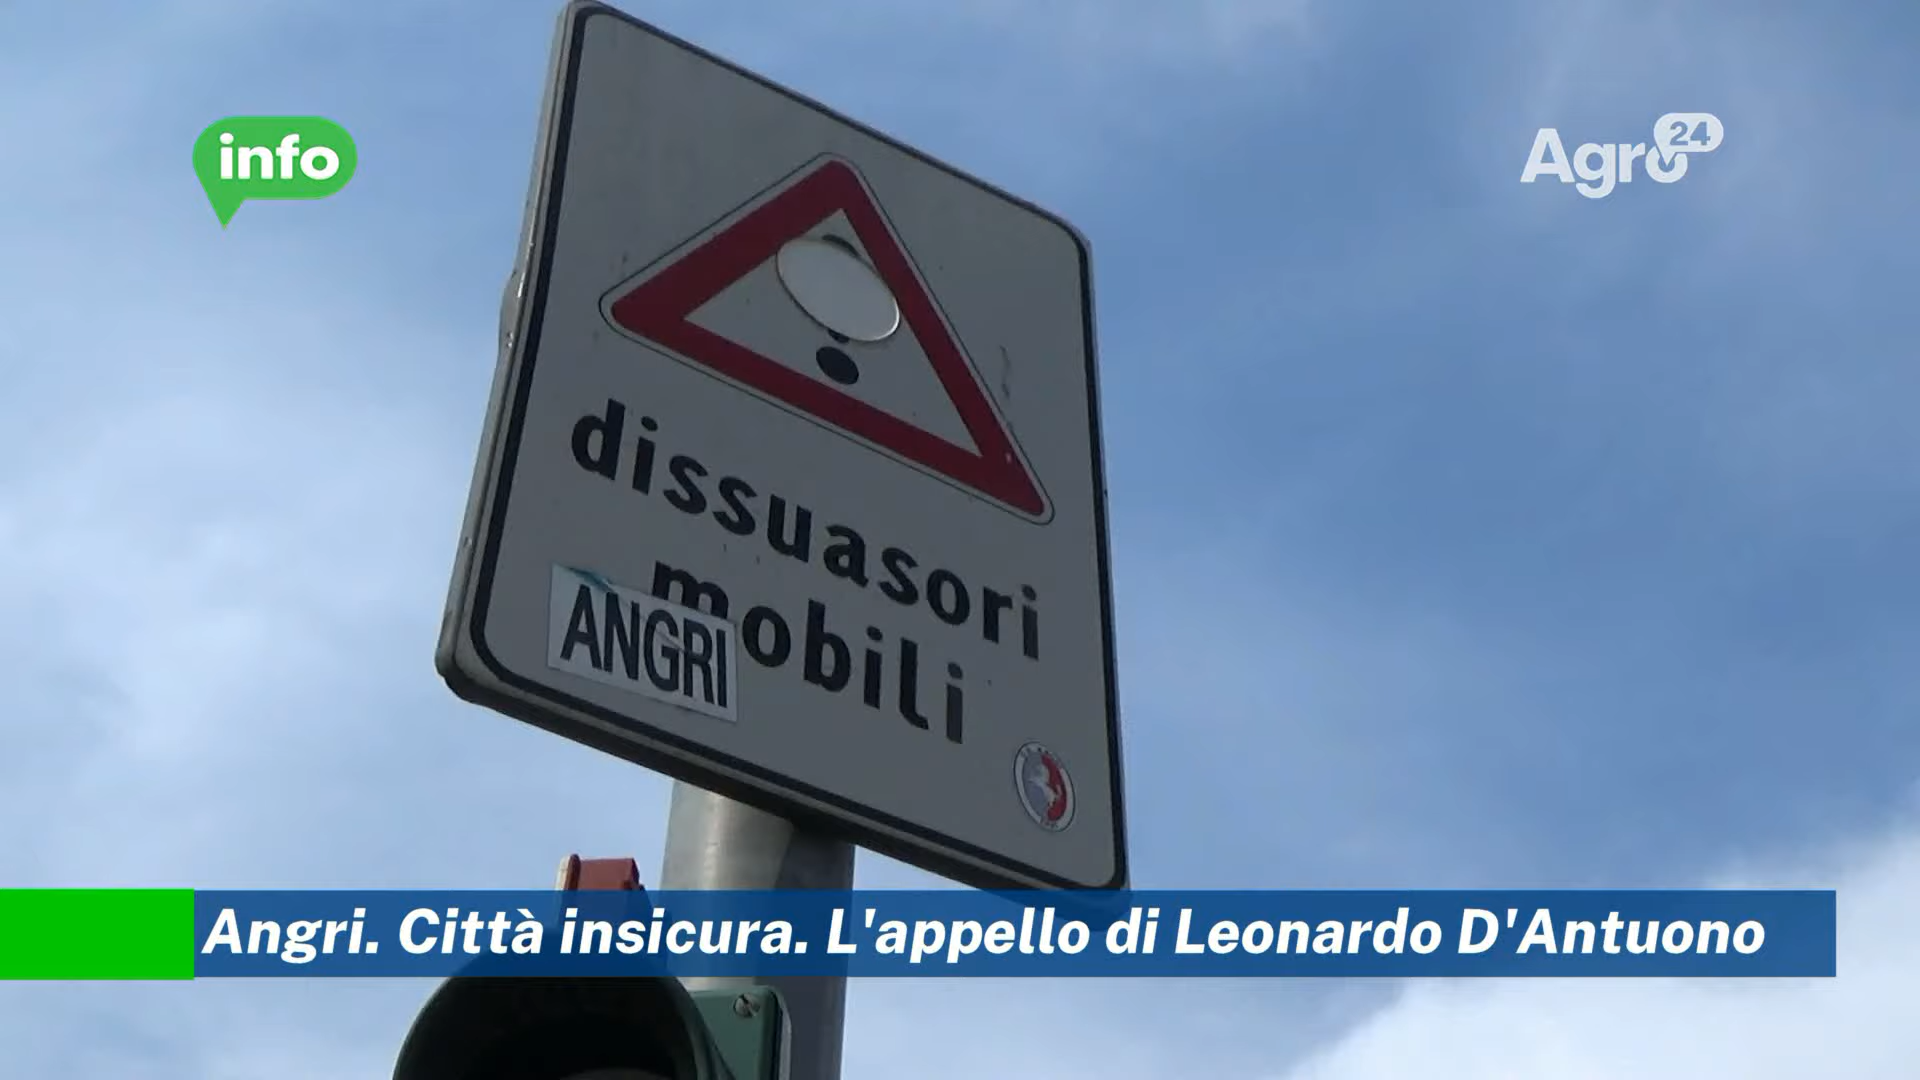 info
Agro24
dissuasori
mobili
ANGRI
Angri. Città insicura. L'appello di Leonardo D'Antuono